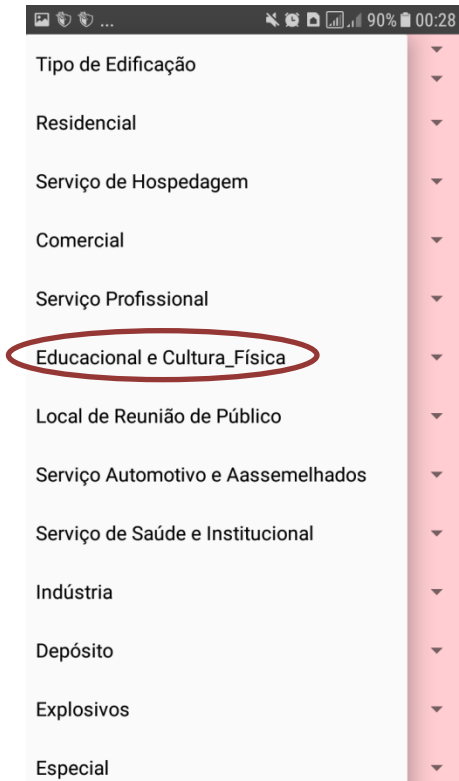 ... 90% 00:28
Tipo de Edificação
Residencial
Serviço de Hospedagem
Comercial
Serviço Profissional
Educacional e Cultura_Física
Local de Reunião de Público
Serviço Automotivo e Aassemelhados
Serviço de Saúde e Institucional
Indústria
Depósito
Explosivos
Especial